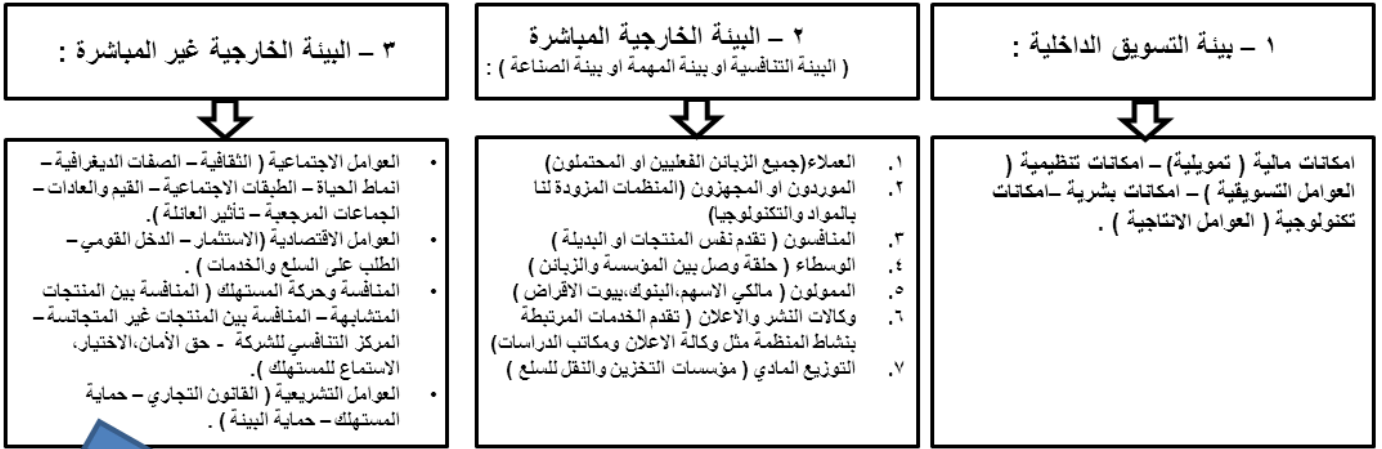 ١ – بيئة التسويق الداخلية :
امكانات مالية ( تمويلية) – امكانات تنظيمية (
العوامل التسويقية ) – امكانات بشرية –امكانات
تكنولوجية ( العوامل الانتاجية ) .
٢ – البيئة الخارجية المباشرة
( البيئة التنافسية او بيئة المهمة او بيئة الصناعة ) :
١. العملاء(جميع الزبائن الفعليين او المحتملون)
٢. الموردون او المجهزون (المنظمات المزودة لنا
بالمواد والتكنولوجيا)
٣. المنافسون ( تقدم نفس المنتجات او البديلة )
٤. الوسطاء ( حلقة وصل بين المؤسسة والزبائن )
٥. الممولون ( مالكي الاسهم،البنوك،بيوت الاقراض )
٦. وكالات النشر والاعلان ( تقدم الخدمات المرتبطة
بنشاط المنظمة مثل وكالة الاعلان ومكاتب الدراسات)
٧. التوزيع المادي ( مؤسسات التخزين والنقل للسلع )
٣ – البيئة الخارجية غير المباشرة :
• العوامل الاجتماعية ( الثقافية – الصفات الديغرافية –
انماط الحياة – الطبقات الاجتماعية – القيم والعادات –
الجماعات المرجعية – تأثير العائلة ).
• العوامل الاقتصادية (الاستثمار – الدخل القومي –
الطلب على السلع والخدمات ) .
• المنافسة وحركة المستهلك ( المنافسة بين المنتجات
المتشابهة – المنافسة بين المنتجات غير المتجانسة –
المركز التنافسي للشركة - حق الأمان،الاختيار،
الاستماع للمستهلك ).
• العوامل التشريعية ( القانون التجاري – حماية
المستهلك – حماية البيئة ) .